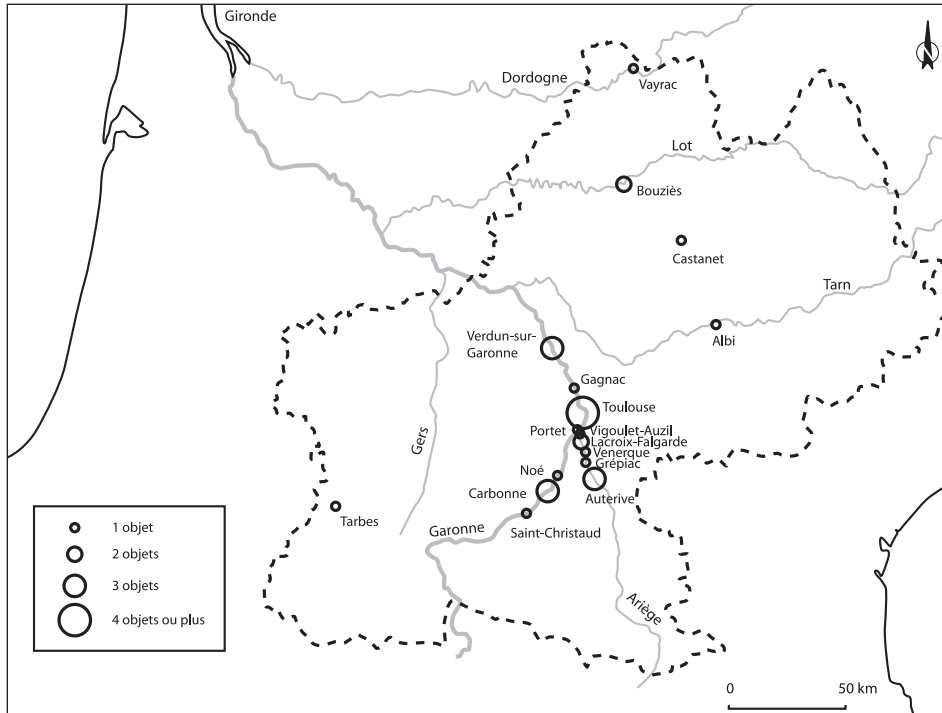 Gironde
Dordogne
Vayrac
Lot
Bouziès
Castanet
Tarn
Albi
Verdun-sur-
Garonne
Gagnac
Toulouse
Portet
Vigoulet-Auzil
Lacroix-Falgarde
Venerque
Grépiac
Gers
Noé
Carbonne
Auterive
Tarbes
Garonne
Saint-Christaud
Ariège
1 objet
2 objets
3 objets
4 objets ou plus
0 50 km